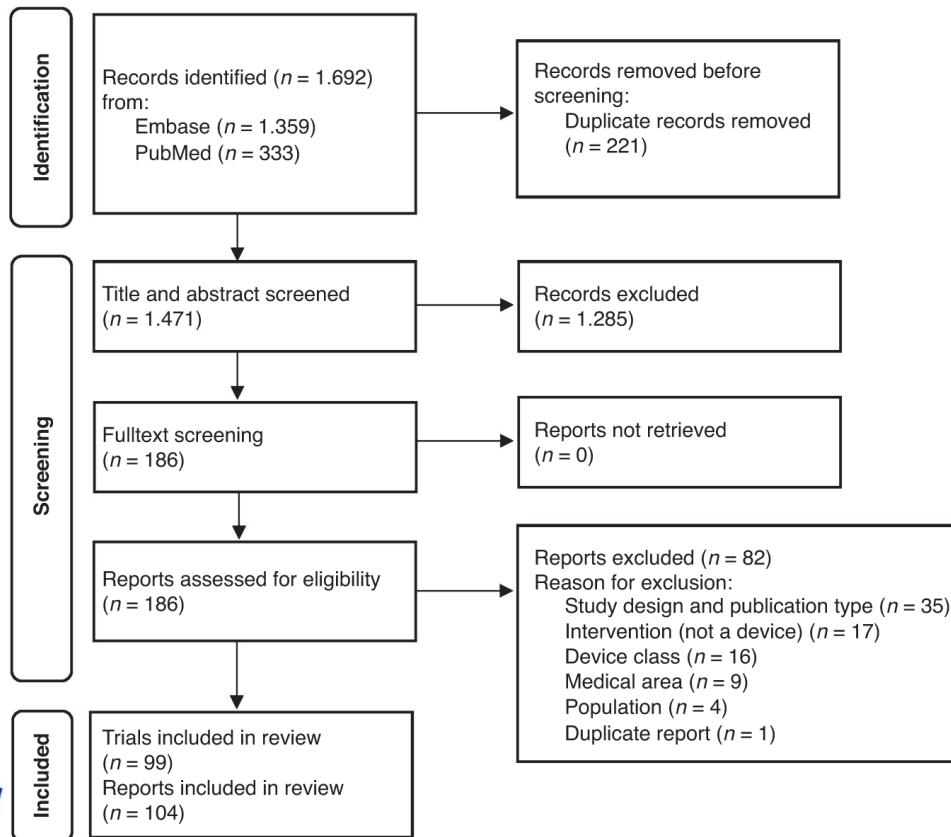 Identification
Records identified (n = 1.692)
from:
Embase (n = 1.359)
PubMed (n = 333)
Records removed before
screening:
Duplicate records removed
(n = 221)
Screening
Title and abstract screened
(n = 1.471)
Records excluded
(n = 1.285)
Fulltext screening
(n = 186)
Reports not retrieved
(n = 0)
Reports assessed for eligibility
(n = 186)
Reports excluded (n = 82)
Reason for exclusion:
Study design and publication type (n = 35)
Intervention (not a device) (n = 17)
Device class (n = 16)
Medical area (n = 9)
Population (n = 4)
Duplicate report (n = 1)
Included
Trials included in review
(n = 99)
Reports included in review
(n = 104)